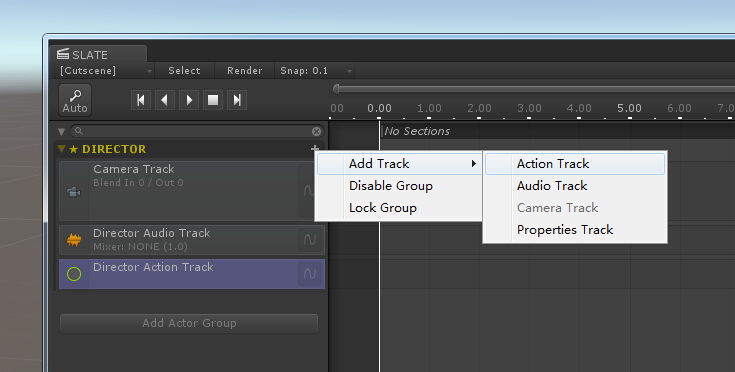 SLATE
[Cutscene] Select Render Snap: 0.1
Auto
00 0.00 1.00 2.00 3.00 4.00 5.00 6.00 7.0
No Sections
★ DIRECTOR +
Camera Track
Blend In 0 / Out 0
Director Audio Track
Mixer: NONE (1.0)
Director Action Track
Add Actor Group
Add Track
Disable Group
Lock Group
Action Track
Audio Track
Camera Track
Properties Track